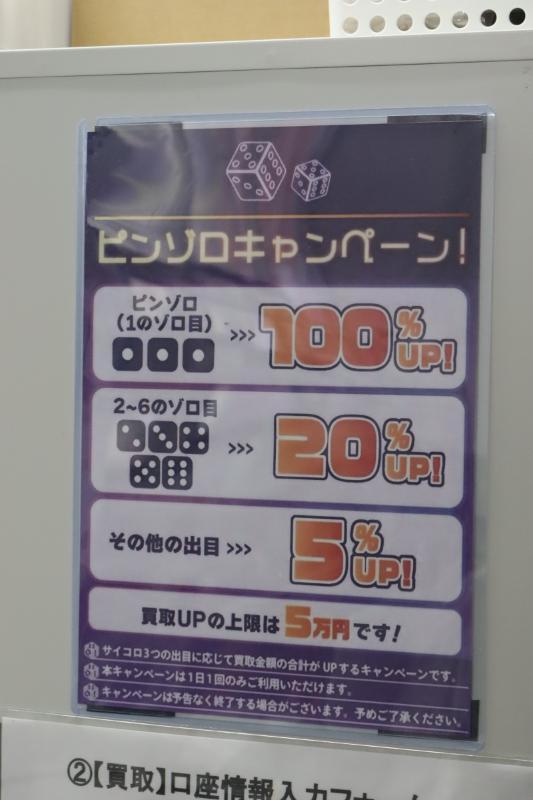 ピンゾロキャンペーン!
ピンゾロ
(1のゾロ目)
>>> 100%UP!
2~6のゾロ目
>>> 20%UP!
その他の出目 >>> 5%UP!
買取UPの上限は5万円です!
サイコロ3つの出目に応じて買取金額の合計がUPするキャンペーンです。
本キャンペーンは1日1回のみご利用いただけます。
キャンペーンは予告なく終了する場合がございます。予めご了承ください。
②【買取】口座情報入力フォーム